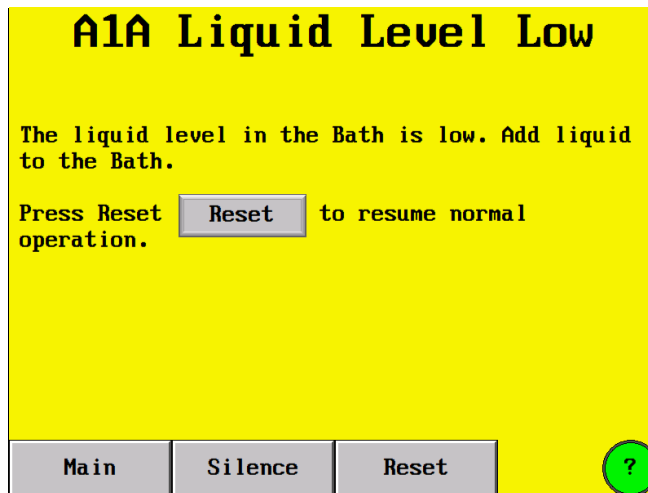 A1A Liquid Level Low
The liquid level in the Bath is low. Add liquid
to the Bath.
Press Reset Reset to resume normal
operation.
Main Silence Reset ?